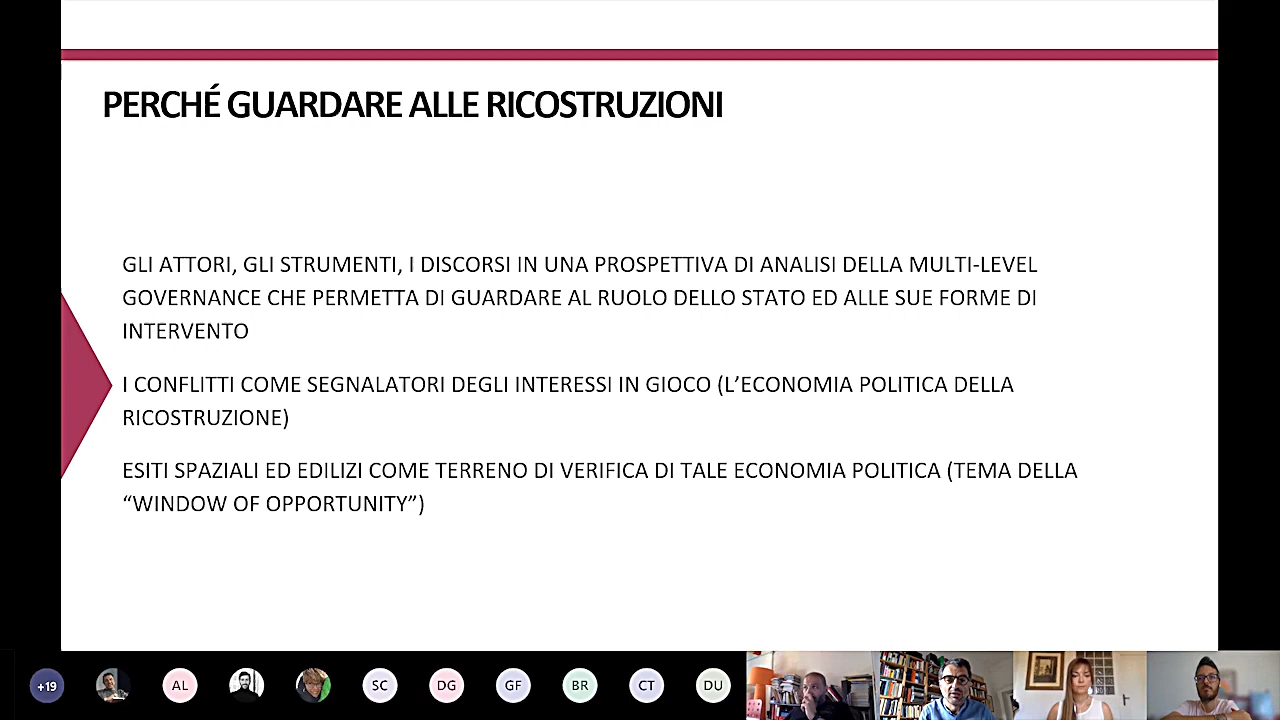 PERCHÉ GUARDARE ALLE RICOSTRUZIONI
GLI ATTORI, GLI STRUMENTI, I DISCORSI IN UNA PROSPETTIVA DI ANALISI DELLA MULTI-LEVEL
GOVERNANCE CHE PERMETTA DI GUARDARE AL RUOLO DELLO STATO ED ALLE SUE FORME DI
INTERVENTO
I CONFLITTI COME SEGNALATORI DEGLI INTERESSI IN GIOCO (L’ECONOMIA POLITICA DELLA
RICOSTRUZIONE)
ESITI SPAZIALI ED EDILIZI COME TERRENO DI VERIFICA DI TALE ECONOMIA POLITICA (TEMA DELLA
“WINDOW OF OPPORTUNITY”)
+19 AL SC DG GF BR CT DU